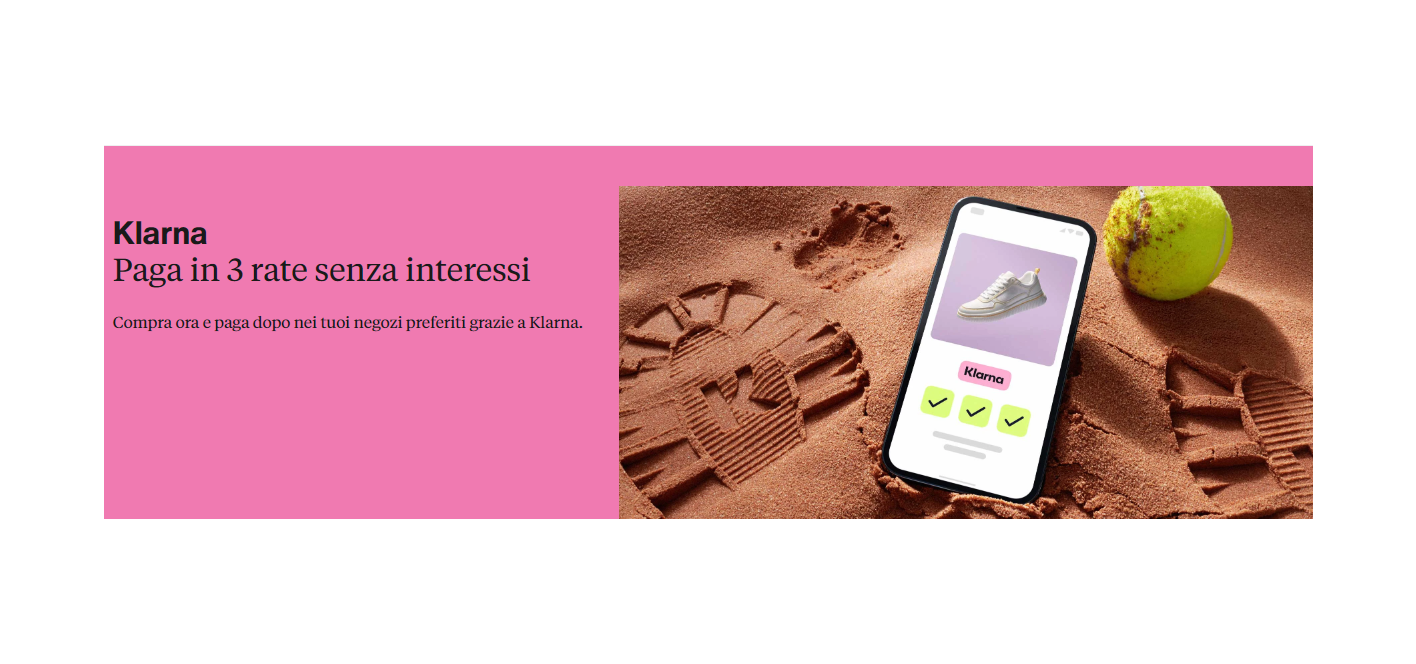 Klarna
Paga in 3 rate senza interessi
Compra ora e paga dopo nei tuoi negozi preferiti grazie a Klarna.
K
Klarna